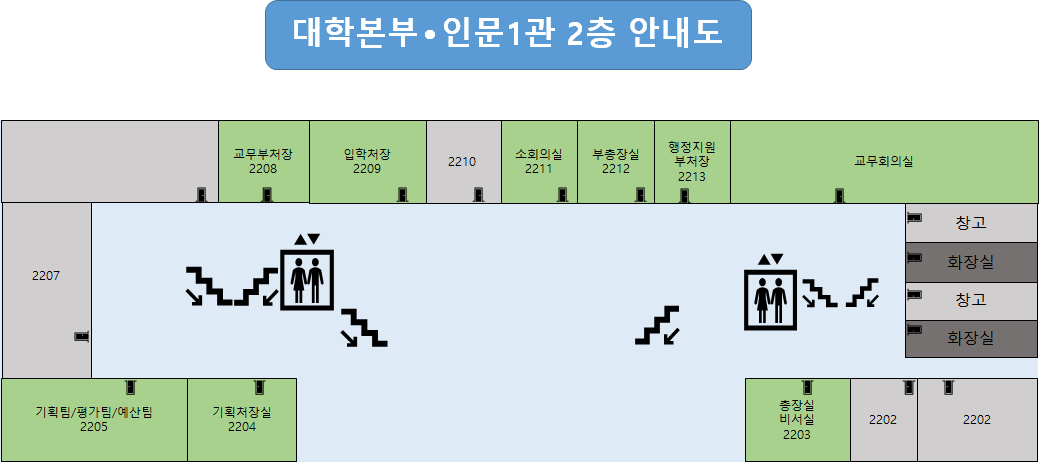 대학본부•인문1관 2층 안내도
교무부처장
2208
입학처장
2209
2210
소회의실
2211
부총장실
2212
행정지원
부처장
2213
교무회의실
창고
화장실
창고
화장실
2207
기획팀/평가팀/예산팀
2205
기획처장실
2204
총장실
비서실
2203
2202
2202